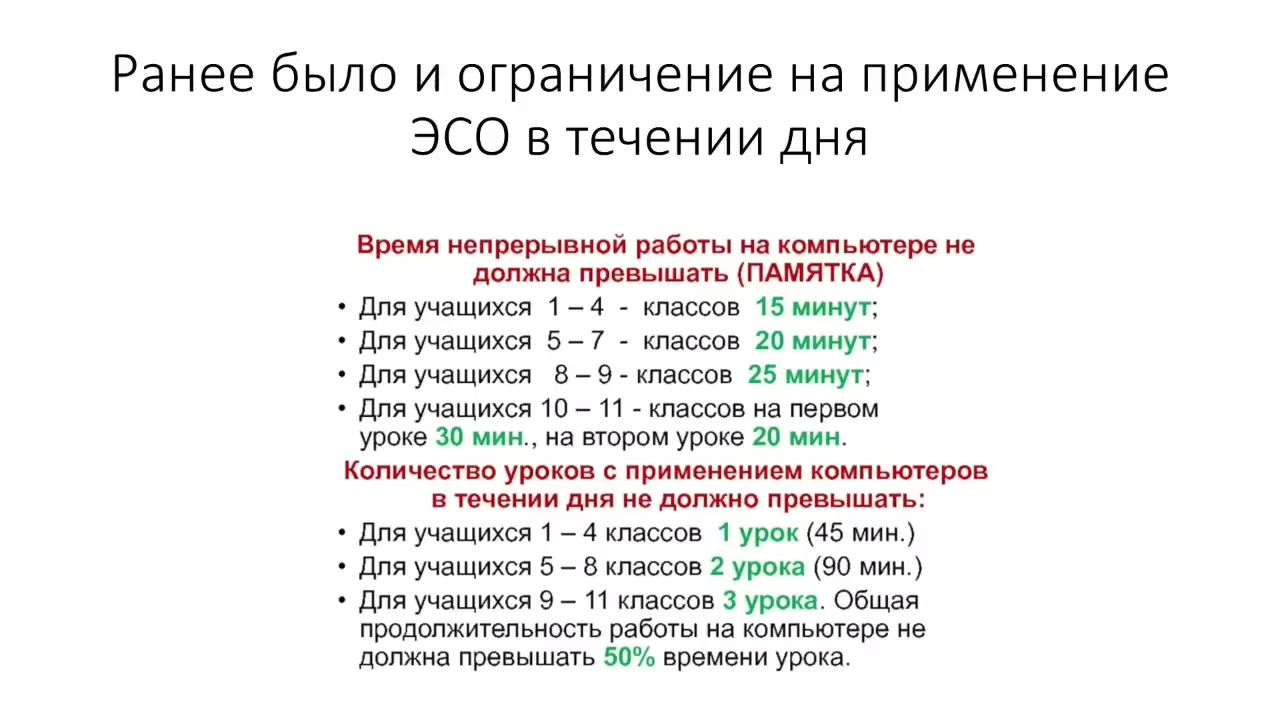 Ранее было и ограничение на применение
ЭСО в течении дня
Время непрерывной работы на компьютере не
должна превышать (ПАМЯТКА)
• Для учащихся 1 – 4 - классов 15 минут;
• Для учащихся 5 – 7 - классов 20 минут;
• Для учащихся 8 – 9 - классов 25 минут;
• Для учащихся 10 – 11 - классов на первом
уроке 30 мин., на втором уроке 20 мин.
Количество уроков с применением компьютеров
в течении дня не должно превышать:
• Для учащихся 1 – 4 классов 1 урок (45 мин.)
• Для учащихся 5 – 8 классов 2 урока (90 мин.)
• Для учащихся 9 – 11 классов 3 урока. Общая
продолжительность работы на компьютере не
должна превышать 50% времени урока.